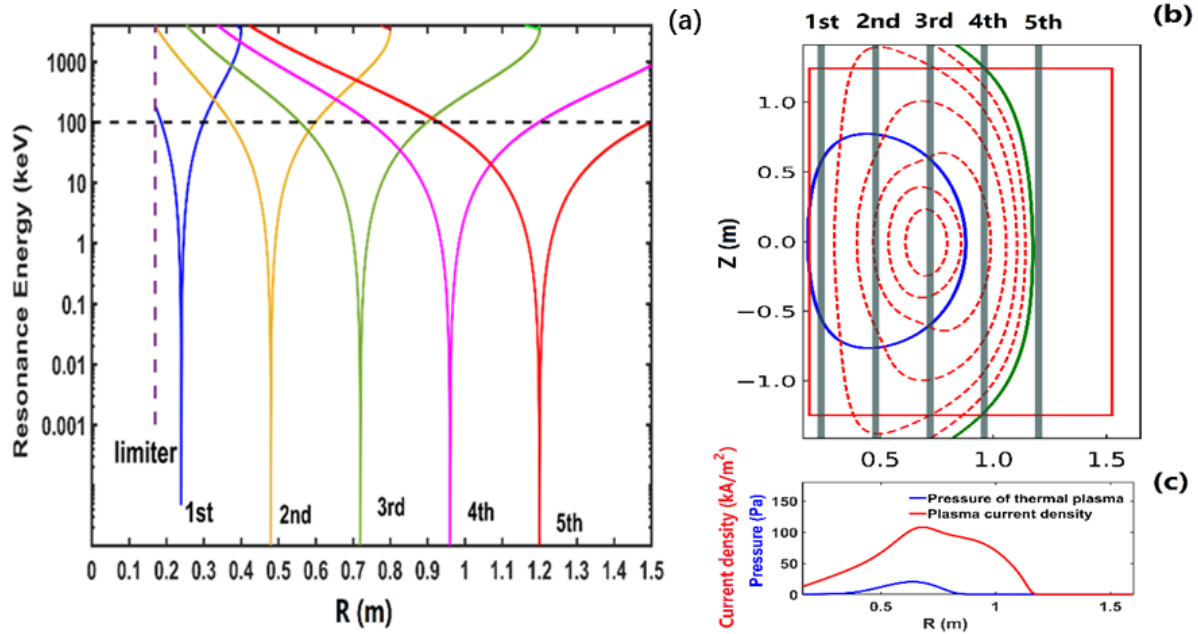 (a)
Resonance Energy (keV)
1000
100
10
1
0.1
0.01
0.001
limiter
1st
2nd
3rd
4th
5th
0 0.1 0.2 0.3 0.4 0.5 0.6 0.7 0.8 0.9 1 1.1 1.2 1.3 1.4 1.5
R (m)
1st 2nd 3rd 4th 5th
(b)
Z (m)
1.0
0.5
0.0
−0.5
−1.0
0.5 1.0 1.5
(c)
Current density (kA/m²)
Pressure (Pa)
150
100
50
0
Pressure of thermal plasma
Plasma current density
0.5 1 1.5
R (m)